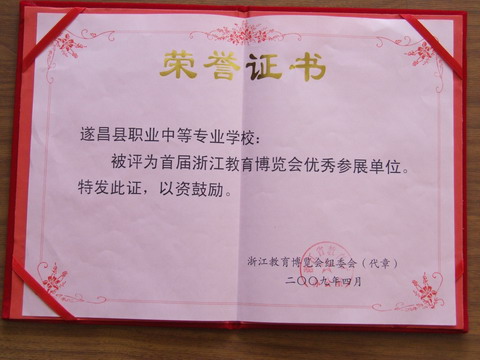 荣誉证书
遂昌县职业中等专业学校：
被评为首届浙江教育博览会优秀参展单位。
特发此证，以资鼓励。
浙江教育博览会组委会（代章）
二〇〇九年四月